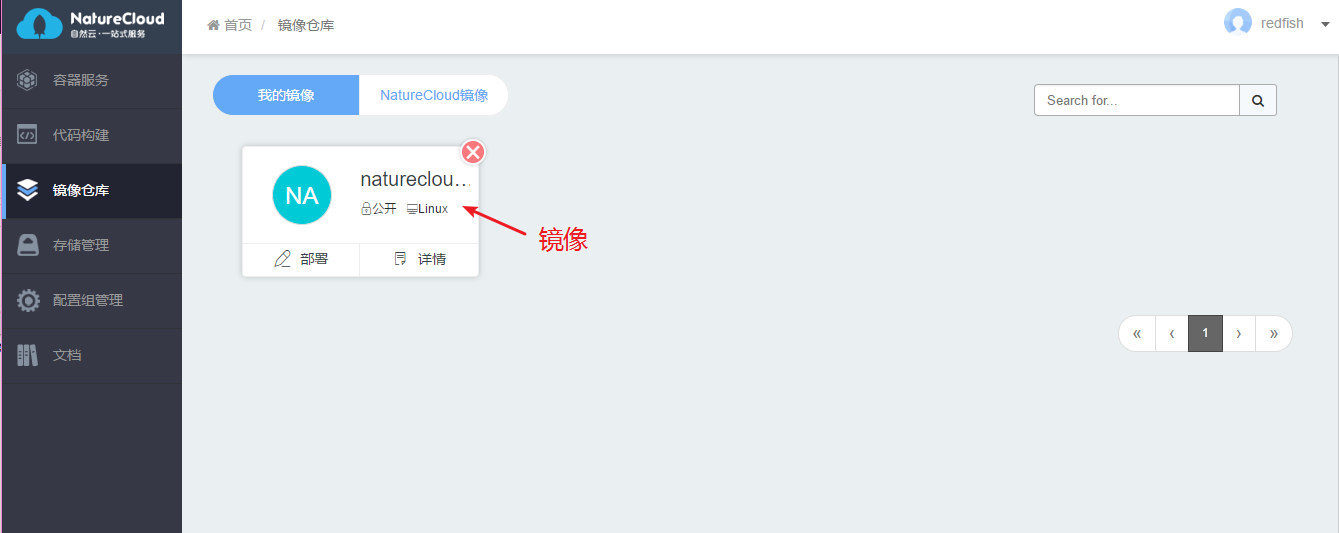 NatureCloud
自然云·一站式服务
首页 / 镜像仓库
redfish
容器服务
代码构建
镜像仓库
存储管理
配置组管理
文档
我的镜像
NatureCloud镜像
Search for...
NA
natureclou...
公开 Linux
部署
详情
镜像
« ‹ 1 › »